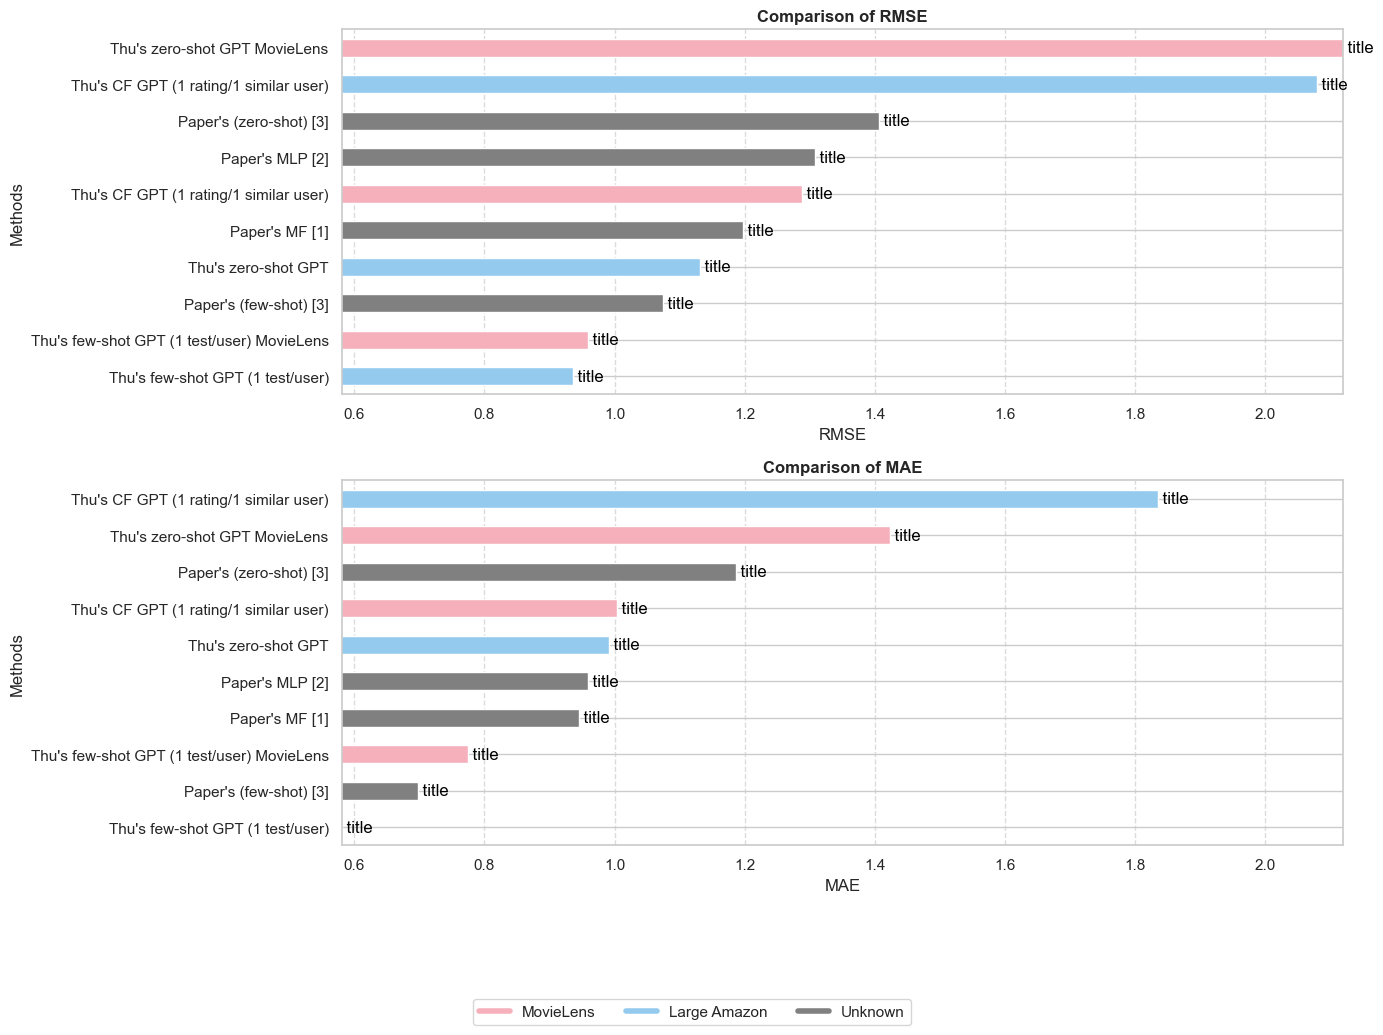 Comparison of RMSE
Thu's zero-shot GPT MovieLens title
Thu's CF GPT (1 rating/1 similar user) title
Paper's (zero-shot) [3] title
Paper's MLP [2] title
Thu's CF GPT (1 rating/1 similar user) title
Paper's MF [1] title
Thu's zero-shot GPT title
Paper's (few-shot) [3] title
Thu's few-shot GPT (1 test/user) MovieLens title
Thu's few-shot GPT (1 test/user) title
Methods
0.6 0.8 1.0 1.2 1.4 1.6 1.8 2.0
RMSE
Comparison of MAE
Thu's CF GPT (1 rating/1 similar user) title
Thu's zero-shot GPT MovieLens title
Paper's (zero-shot) [3] title
Thu's CF GPT (1 rating/1 similar user) title
Thu's zero-shot GPT title
Paper's MLP [2] title
Paper's MF [1] title
Thu's few-shot GPT (1 test/user) MovieLens title
Paper's (few-shot) [3] title
Thu's few-shot GPT (1 test/user) title
Methods
0.6 0.8 1.0 1.2 1.4 1.6 1.8 2.0
MAE
MovieLens Large Amazon Unknown